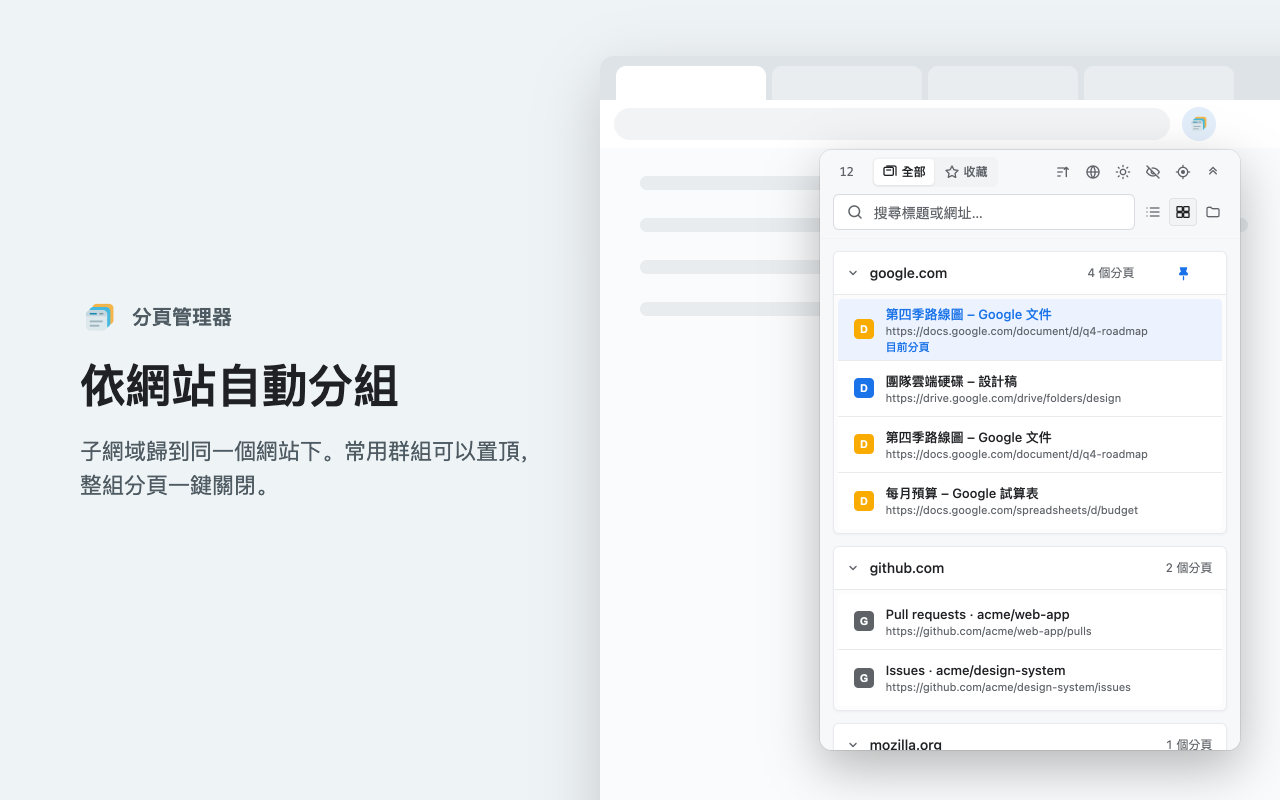 分頁管理器
依網站自動分組
子網域歸到同一個網站下。常用群組可以置頂,
整組分頁一鍵關閉。
12 全部 收藏
搜尋標題或網址...
google.com 4 個分頁
D 第四季路線圖 – Google 文件
https://docs.google.com/document/d/q4-roadmap
目前分頁
D 團隊雲端硬碟 – 設計稿
https://drive.google.com/drive/folders/design
D 第四季路線圖 – Google 文件
https://docs.google.com/document/d/q4-roadmap
D 每月預算 – Google 試算表
https://docs.google.com/spreadsheets/d/budget
github.com 2 個分頁
G Pull requests · acme/web-app
https://github.com/acme/web-app/pulls
G Issues · acme/design-system
https://github.com/acme/design-system/issues
mozilla.org 1 個分頁